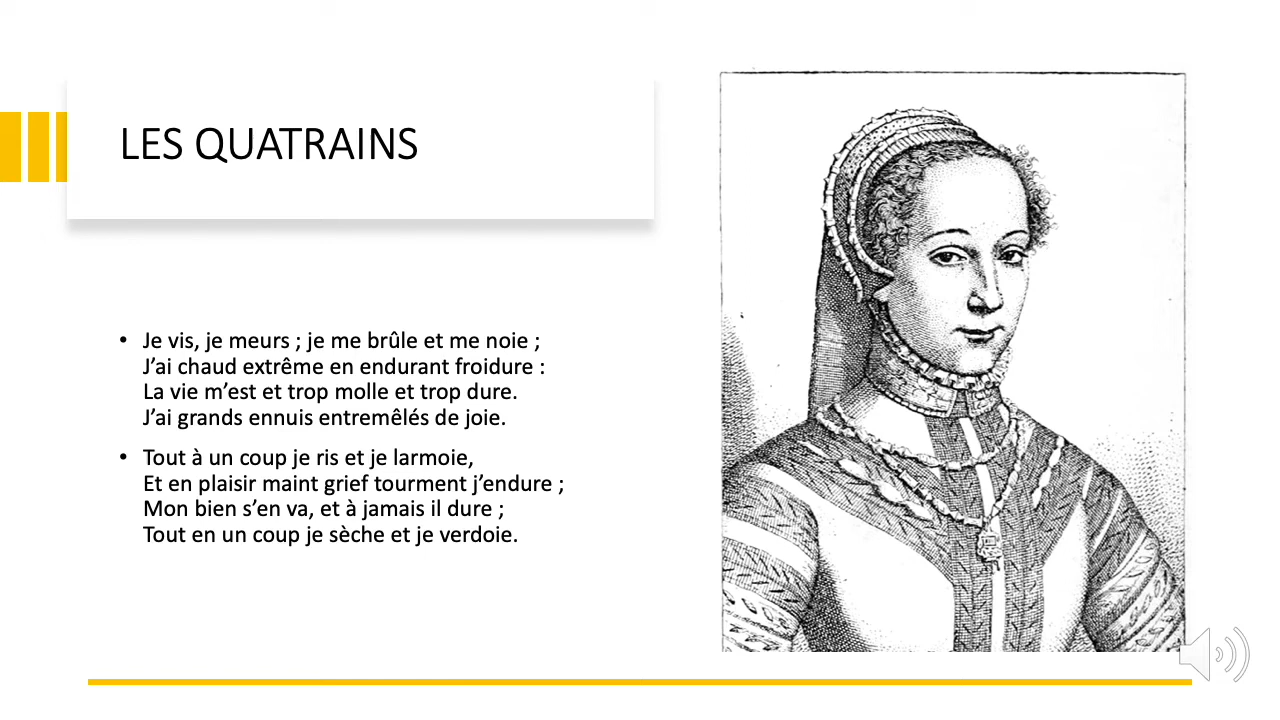 LES QUATRAINS
• Je vis, je meurs ; je me brûle et me noie ;
J’ai chaud extrême en endurant froidure :
La vie m’est et trop molle et trop dure.
J’ai grands ennuis entremêlés de joie.
• Tout à un coup je ris et je larmoie,
Et en plaisir maint grief tourment j’endure ;
Mon bien s’en va, et à jamais il dure ;
Tout en un coup je sèche et je verdoie.